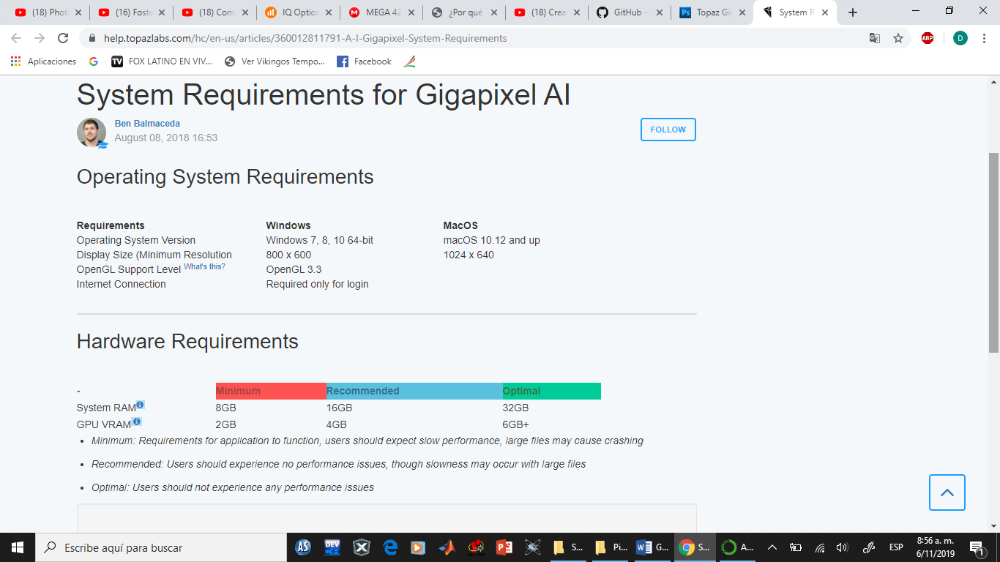 (18) Phot
(16) Foste
(18) Com
IQ Option
MEGA 42
¿Por qué
(18) Crea
GitHub -
Topaz Gig
System R
help.topazlabs.com/hc/en-us/articles/360012811791-A-I-Gigapixel-System-Requirements
ABP
D
Aplicaciones
TV
FOX LATINO EN VIV...
Ver Vikingos Tempo...
Facebook
System Requirements for Gigapixel AI
Ben Balmaceda
August 08, 2018 16:53
FOLLOW
Operating System Requirements
Requirements Windows MacOS
Operating System Version Windows 7, 8, 10 64-bit macOS 10.12 and up
Display Size (Minimum Resolution 800 x 600 1024 x 640
OpenGL Support Level What's this? OpenGL 3.3
Internet Connection Required only for login
Hardware Requirements
- Minimum Recommended Optimal
System RAM 8GB 16GB 32GB
GPU VRAM 2GB 4GB 6GB+
• Minimum: Requirements for application to function, users should expect slow performance, large files may cause crashing
• Recommended: Users should experience no performance issues, though slowness may occur with large files
• Optimal: Users should not experience any performance issues
Escribe aquí para buscar
AS
DEV
S...
Pi...
G...
S...
A...
ESP
8:56 a. m.
6/11/2019
1